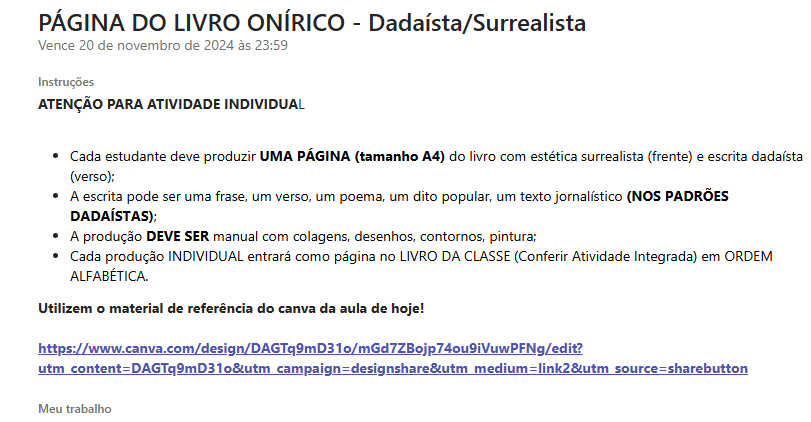 PÁGINA DO LIVRO ONÍRICO - Dadaísta/Surrealista
Vence 20 de novembro de 2024 às 23:59
Instruções
ATENÇÃO PARA ATIVIDADE INDIVIDUAL
• Cada estudante deve produzir UMA PÁGINA (tamanho A4) do livro com estética surrealista (frente) e escrita dadaísta
(verso);
• A escrita pode ser uma frase, um verso, um poema, um dito popular, um texto jornalístico (NOS PADRÕES
DADAÍSTAS);
• A produção DEVE SER manual com colagens, desenhos, contornos, pintura;
• Cada produção INDIVIDUAL entrará como página no LIVRO DA CLASSE (Conferir Atividade Integrada) em ORDEM
ALFABÉTICA.
Utilizem o material de referência do canva da aula de hoje!
https://www.canva.com/design/DAGTq9mD31o/mGd7ZBojp74ou9iVuwPFNg/edit?
utm_content=DAGTq9mD31o&utm_campaign=designshare&utm_medium=link2&utm_source=sharebutton
Meu trabalho